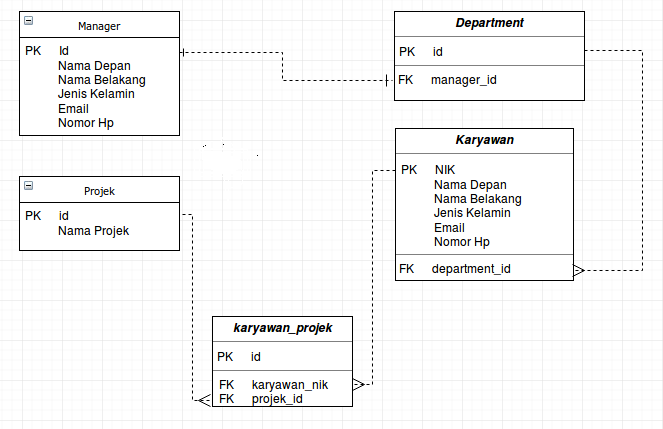 Manager
PK Id
Nama Depan
Nama Belakang
Jenis Kelamin
Email
Nomor Hp
Department
PK id
FK manager_id
Karyawan
PK NIK
Nama Depan
Nama Belakang
Jenis Kelamin
Email
Nomor Hp
FK department_id
Projek
PK id
Nama Projek
karyawan_projek
PK id
FK karyawan_nik
FK projek_id